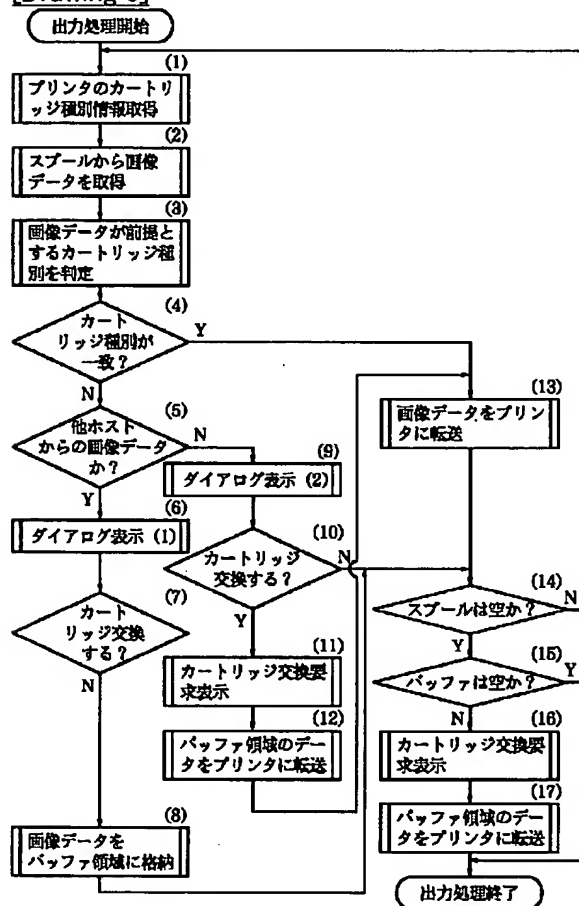 出力処理開始
(1)
プリンタのカートリ
ッジ種別情報取得
(2)
スプールから画像
データを取得
(3)
画像データが前提と
するカートリッジ種
別を判定
(4)
カート
リッジ種別が
一致?
Y
N
(5)
他ホスト
からの画像データ
か?
N
Y
(6)
ダイアログ表示 (1)
(7)
カート
リッジ交換
する?
N
(8)
画像データを
バッファ領域に格納
(9)
ダイアログ表示 (2)
(10)
カートリッジ
交換する?
N
Y
(11)
カートリッジ交換要
求表示
(12)
バッファ領域のデー
タをプリンタに転送
(13)
画像データをプリン
タに転送
(14)
スプールは空か?
N
Y
(15)
バッファは空か?
Y
N
(16)
カートリッジ交換要
求表示
(17)
バッファ領域のデー
タをプリンタに転送
出力処理終了